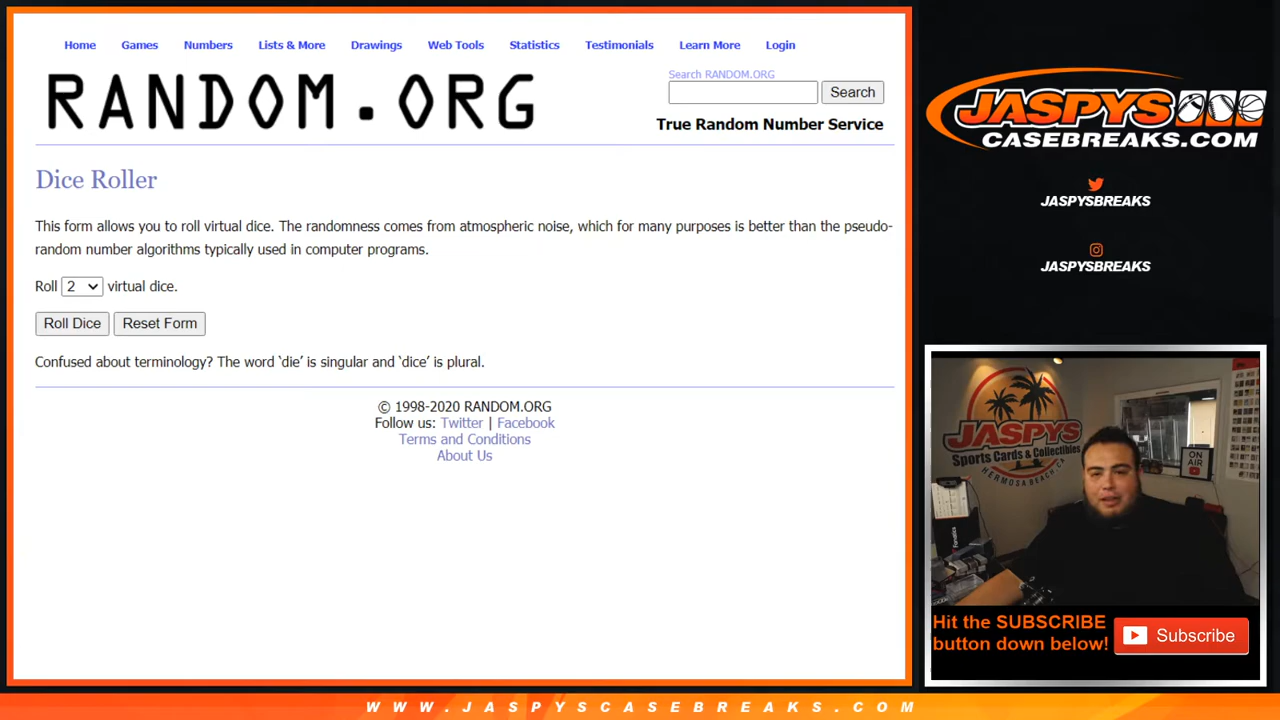 Home Games Numbers Lists & More Drawings Web Tools Statistics Testimonials Learn More Login
RANDOM.ORG
Search RANDOM.ORG
Search
True Random Number Service
Dice Roller
This form allows you to roll virtual dice. The randomness comes from atmospheric noise, which for many purposes is better than the pseudo-
random number algorithms typically used in computer programs.
Roll 2 virtual dice.
Roll Dice Reset Form
Confused about terminology? The word ‘die’ is singular and ‘dice’ is plural.
© 1998-2020 RANDOM.ORG
Follow us: Twitter | Facebook
Terms and Conditions
About Us
JASPYS
CASEBREAKS.COM
JASPYSBREAKS
JASPYSBREAKS
JASPYS
Sports Cards & Collectibles
HERMOSA BEACH, CA
ON
AIR
Fanatics
Hit the SUBSCRIBE
button down below!
Subscribe
WWW.JASPYSCASEBREAKS.COM